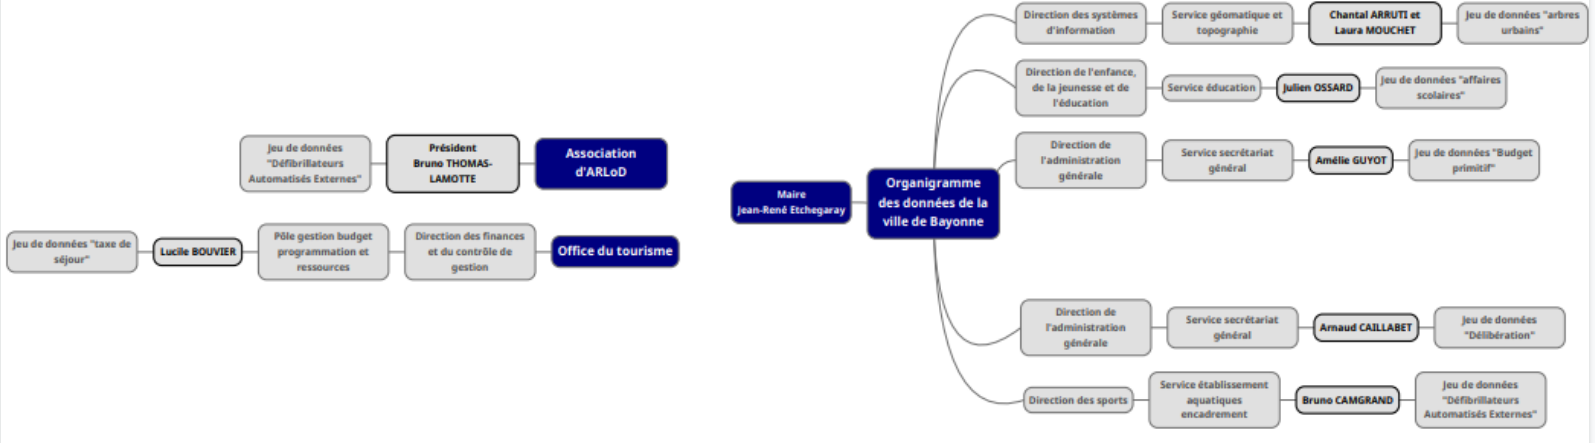 Jeu de données
"Défibrillateurs
Automatisés Externes"
Président
Bruno THOMAS-
LAMOTTE
Association
d'ARLoD
Jeu de données "taxe de
séjour"
Lucile BOUVIER
Pôle gestion budget
programmation et
ressources
Direction des finances
et du contrôle de
gestion
Office du tourisme
Maire
Jean-René Etchegaray
Organigramme
des données de la
ville de Bayonne
Direction des systèmes
d'information
Service géomatique et
topographie
Chantal ARRUTI et
Laura MOUCHET
Jeu de données "arbres
urbains"
Direction de l'enfance,
de la jeunesse et de
l'éducation
Service éducation
Julien OSSARD
Jeu de données "affaires
scolaires"
Direction de
l'administration
générale
Service secrétariat
général
Amélie GUYOT
Jeu de données "Budget
primitif"
Direction de
l'administration
générale
Service secrétariat
général
Arnaud CAILLABET
Jeu de données
"Délibération"
Direction des sports
Service établissement
aquatiques
encadrement
Bruno CAMGRAND
Jeu de données
"Défibrillateurs
Automatisés Externes"